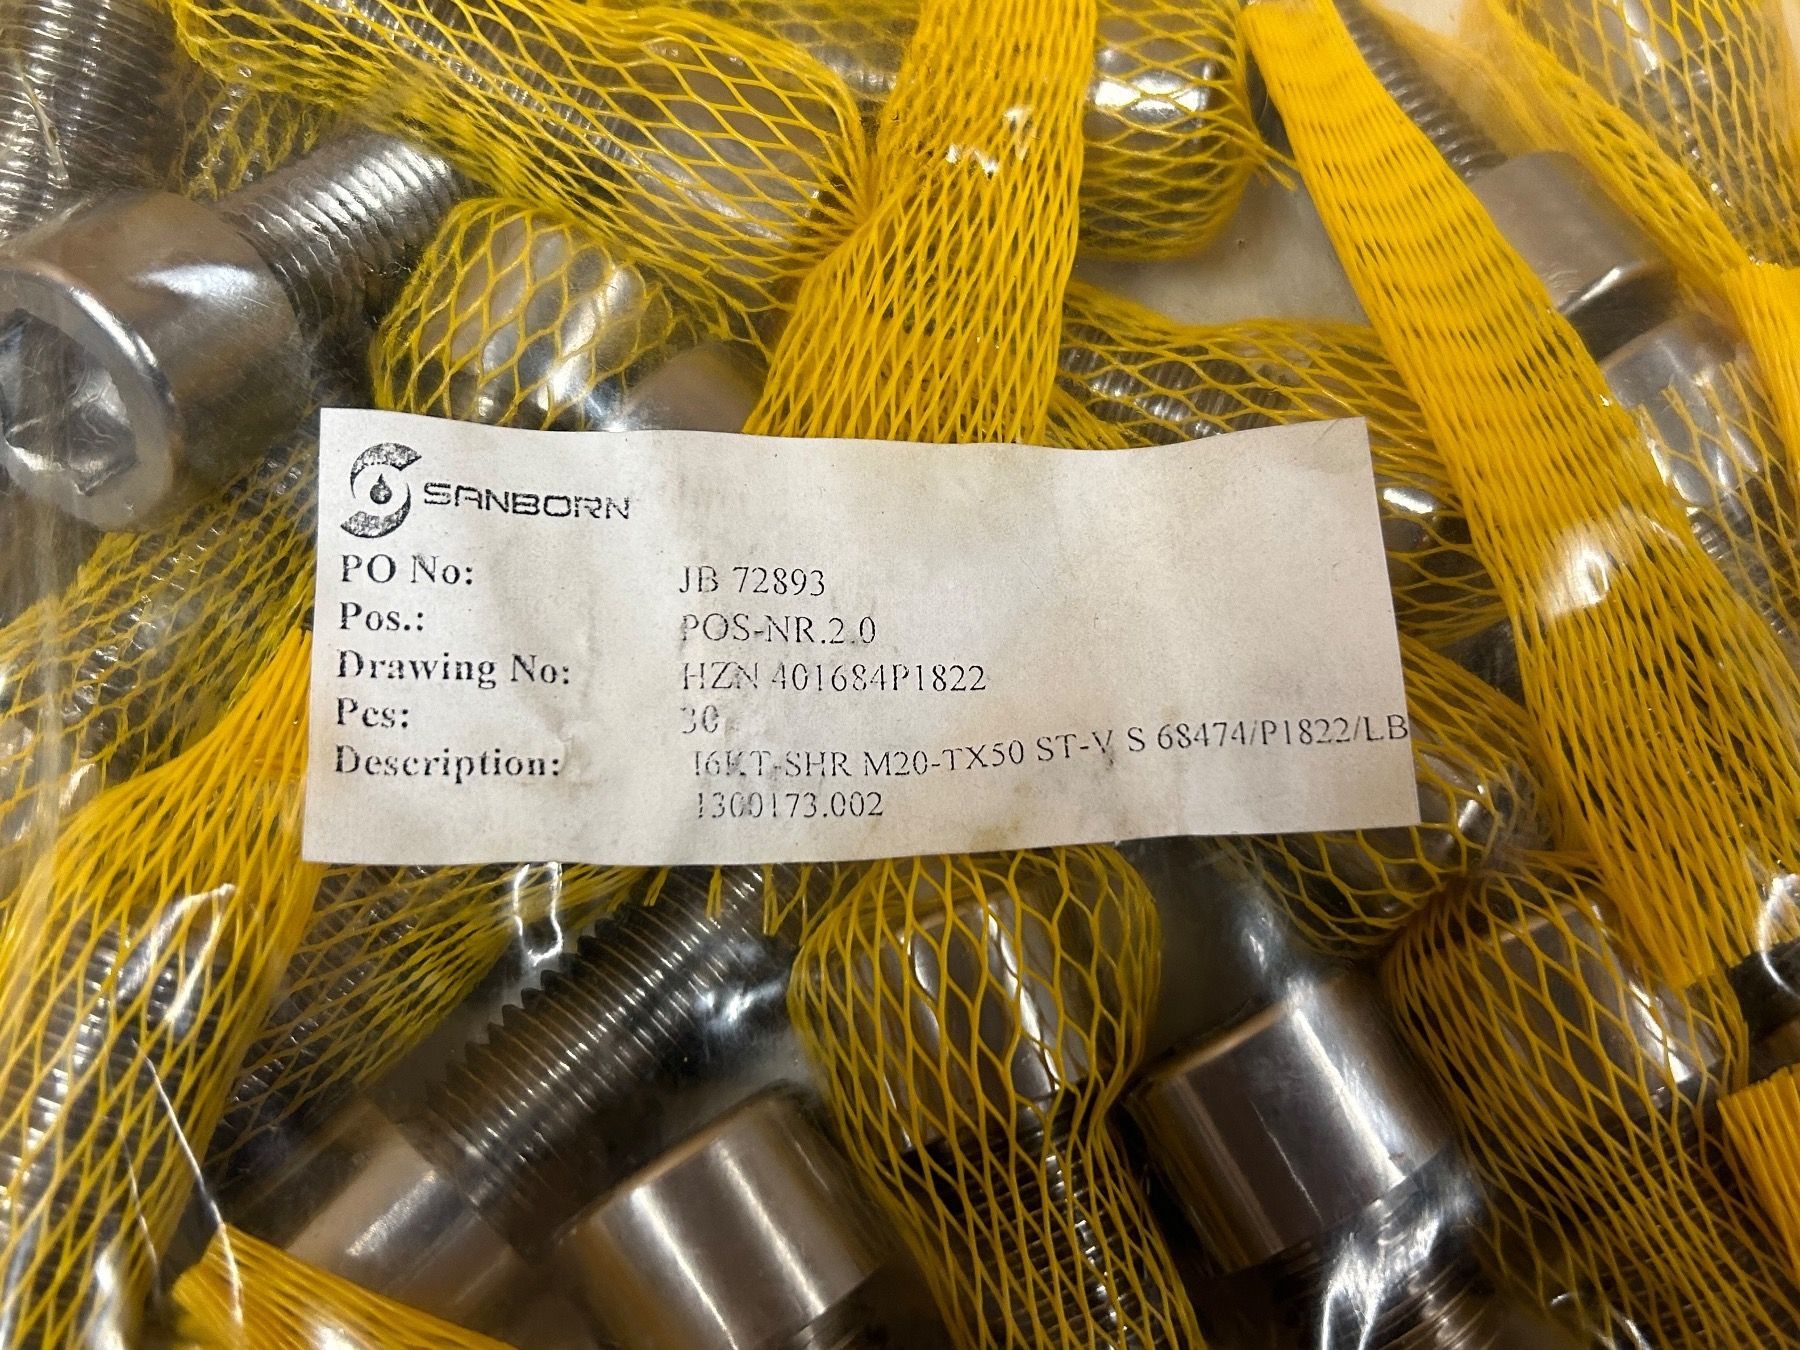 SANBORN
PO No: JB 72893
Pos.: POS-NR.2.0
Drawing No: HZN 401684P1822
Pcs: 30
Description: I6KT-SHR M20-TX50 ST-V S 68474/P1822/LB
1300173.002